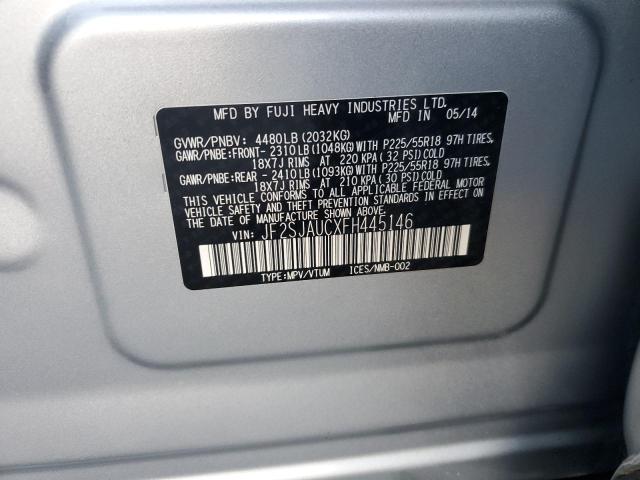 MFD BY FUJI HEAVY INDUSTRIES LTD.
MFD IN 05/14
GVWR/PNBV: 4480LB (2032KG)
GAWR/PNBE:FRONT- 2310LB (1048KG) WITH P225/55R18 97H TIRES,
18X7J RIMS AT 220 KPA (32 PSI) COLD
GAWR/PNBE:REAR - 2410LB (1093KG) WITH P225/55R18 97H TIRES,
18X7J RIMS AT 210 KPA (30 PSI) COLD
THIS VEHICLE CONFORMS TO ALL APPLICABLE FEDERAL MOTOR
VEHICLE SAFETY AND THEFT PREVENTION STANDARDS IN EFFECT ON
THE DATE OF MANUFACTURE SHOWN ABOVE.
VIN: JF2SJAUCXFH445146
TYPE:MPV/VTUM ICES/NMB-002